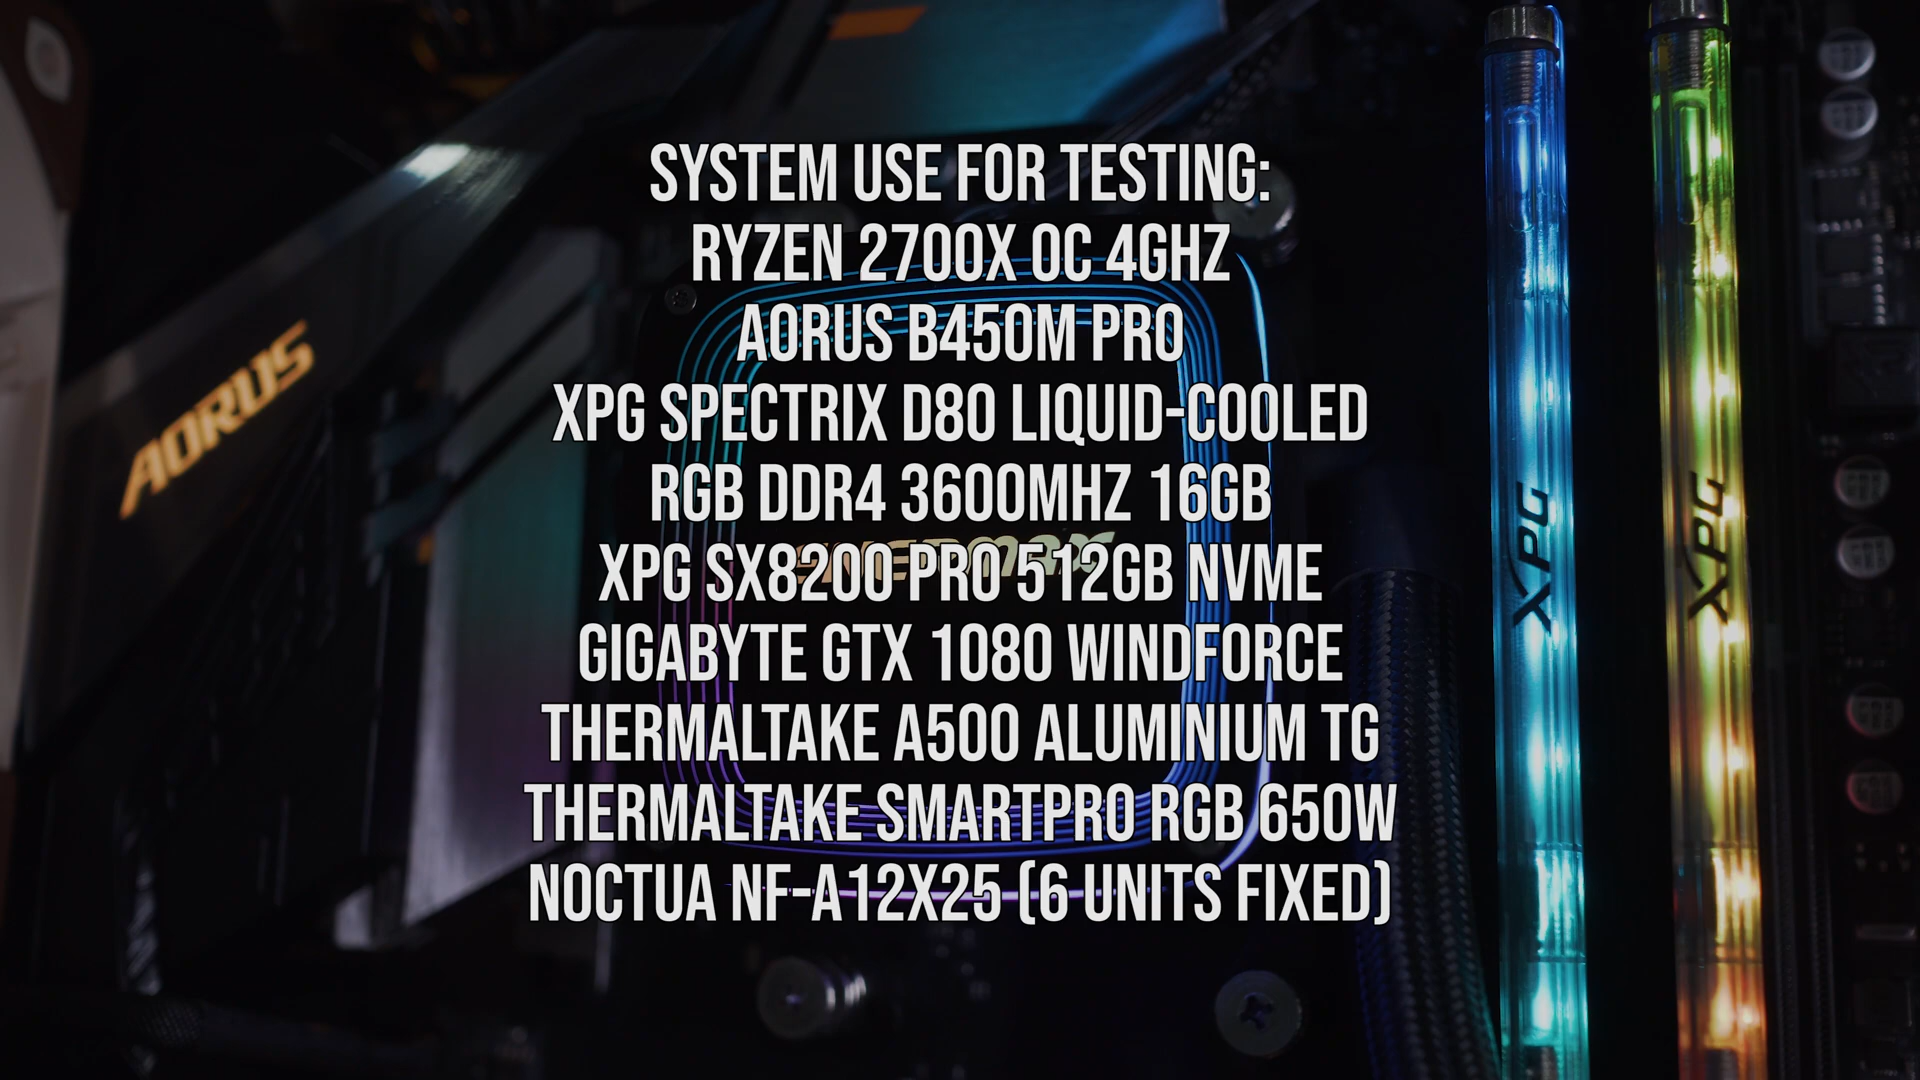 SYSTEM USE FOR TESTING:
RYZEN 2700X OC 4GHZ
AORUS B450M PRO
XPG SPECTRIX D80 LIQUID-COOLED
RGB DDR4 3600MHZ 16GB
XPG SX8200 PRO 512GB NVME
GIGABYTE GTX 1080 WINDFORCE
THERMALTAKE A500 ALUMINIUM TG
THERMALTAKE SMARTPRO RGB 650W
NOCTUA NF-A12X25 (6 UNITS FIXED)
AORUS
XPG
XPG